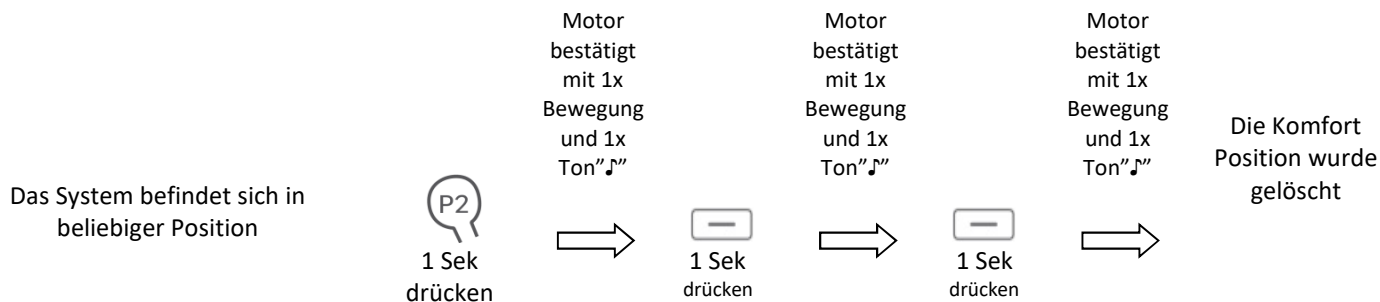 Das System befindet sich in
beliebiger Position
P2
1 Sek
drücken
Motor
bestätigt
mit 1x
Bewegung
und 1x
Ton”♪”
1 Sek
drücken
Motor
bestätigt
mit 1x
Bewegung
und 1x
Ton”♪”
1 Sek
drücken
Motor
bestätigt
mit 1x
Bewegung
und 1x
Ton”♪”
Die Komfort
Position wurde
gelöscht